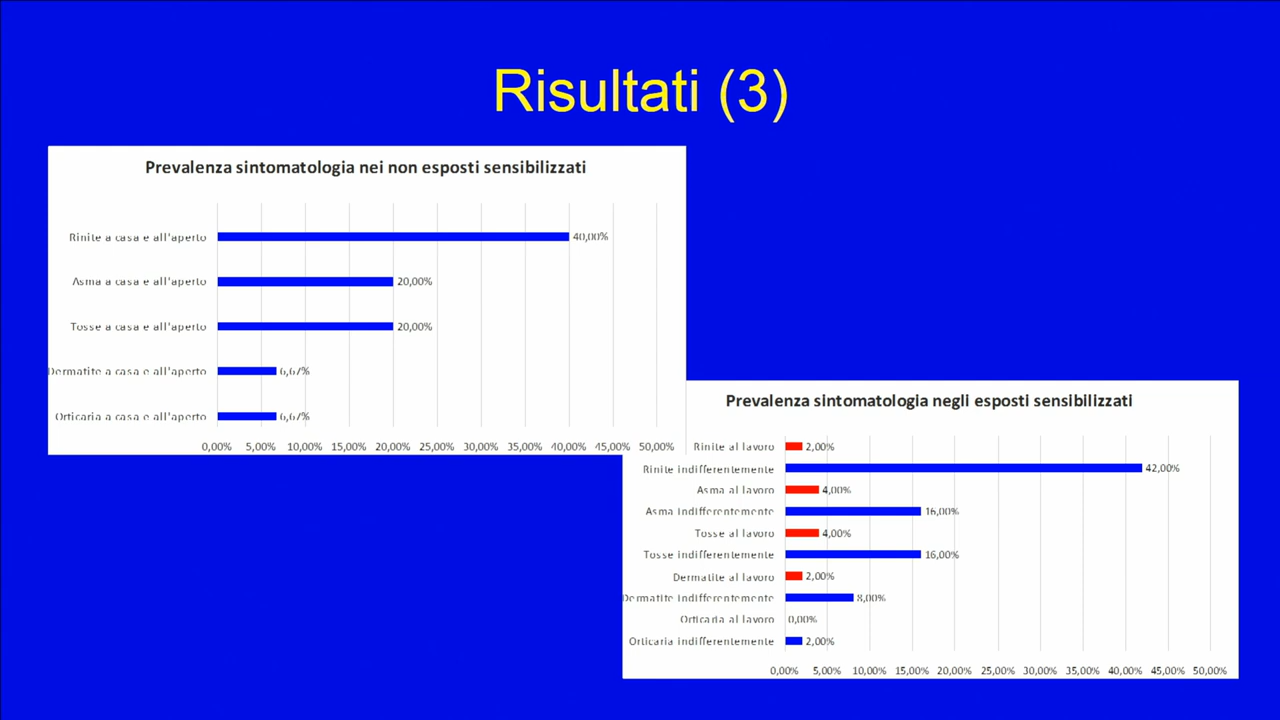 Risultati (3)
Prevalenza sintomatologia nei non esposti sensibilizzati
Rinite a casa e all'aperto 40,00%
Asma a casa e all'aperto 20,00%
Tosse a casa e all'aperto 20,00%
Dermatite a casa e all'aperto 6,67%
Orticaria a casa e all'aperto 6,67%
0,00% 5,00% 10,00% 15,00% 20,00% 25,00% 30,00% 35,00% 40,00% 45,00% 50,00%
Prevalenza sintomatologia negli esposti sensibilizzati
Rinite al lavoro 2,00%
Rinite indifferentemente 42,00%
Asma al lavoro 4,00%
Asma indifferentemente 16,00%
Tosse al lavoro 4,00%
Tosse indifferentemente 16,00%
Dermatite al lavoro 2,00%
Dermatite indifferentemente 8,00%
Orticaria al lavoro 0,00%
Orticaria indifferentemente 2,00%
0,00% 5,00% 10,00% 15,00% 20,00% 25,00% 30,00% 35,00% 40,00% 45,00% 50,00%